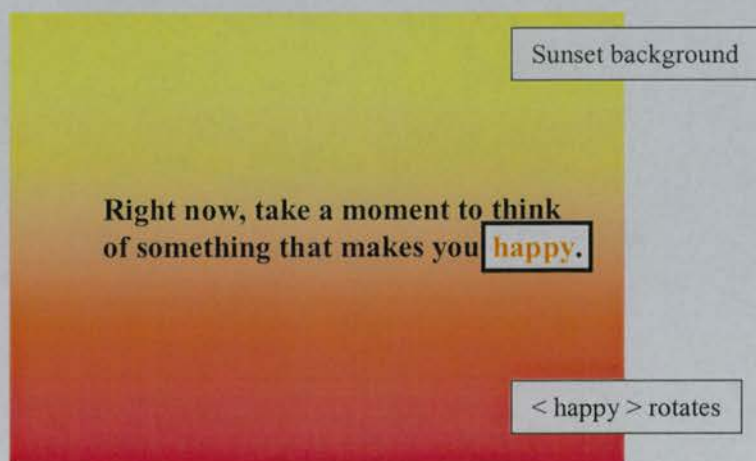 Sunset background
Right now, take a moment to think
of something that makes you happy.
< happy > rotates